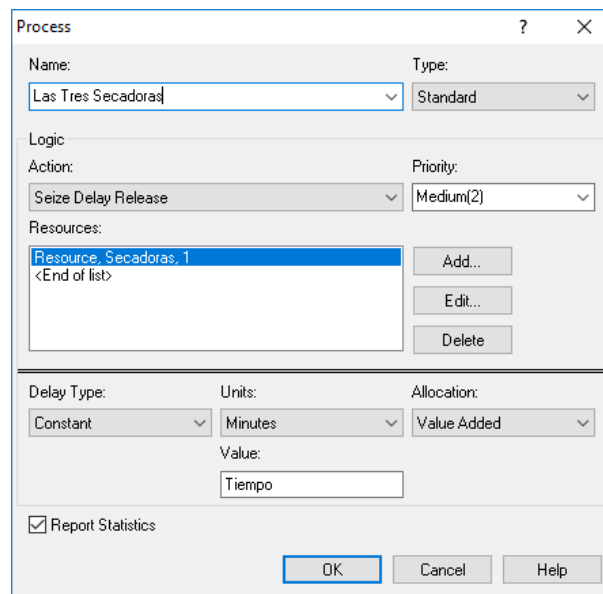 Process ?
Name: Type:
Las Tres Secadoras Standard
Logic
Action: Priority:
Seize Delay Release Medium(2)
Resources:
Resource, Secadoras, 1
<End of list>
Add...
Edit...
Delete
Delay Type: Units: Allocation:
Constant Minutes Value Added
Value:
Tiempo
Report Statistics
OK Cancel Help